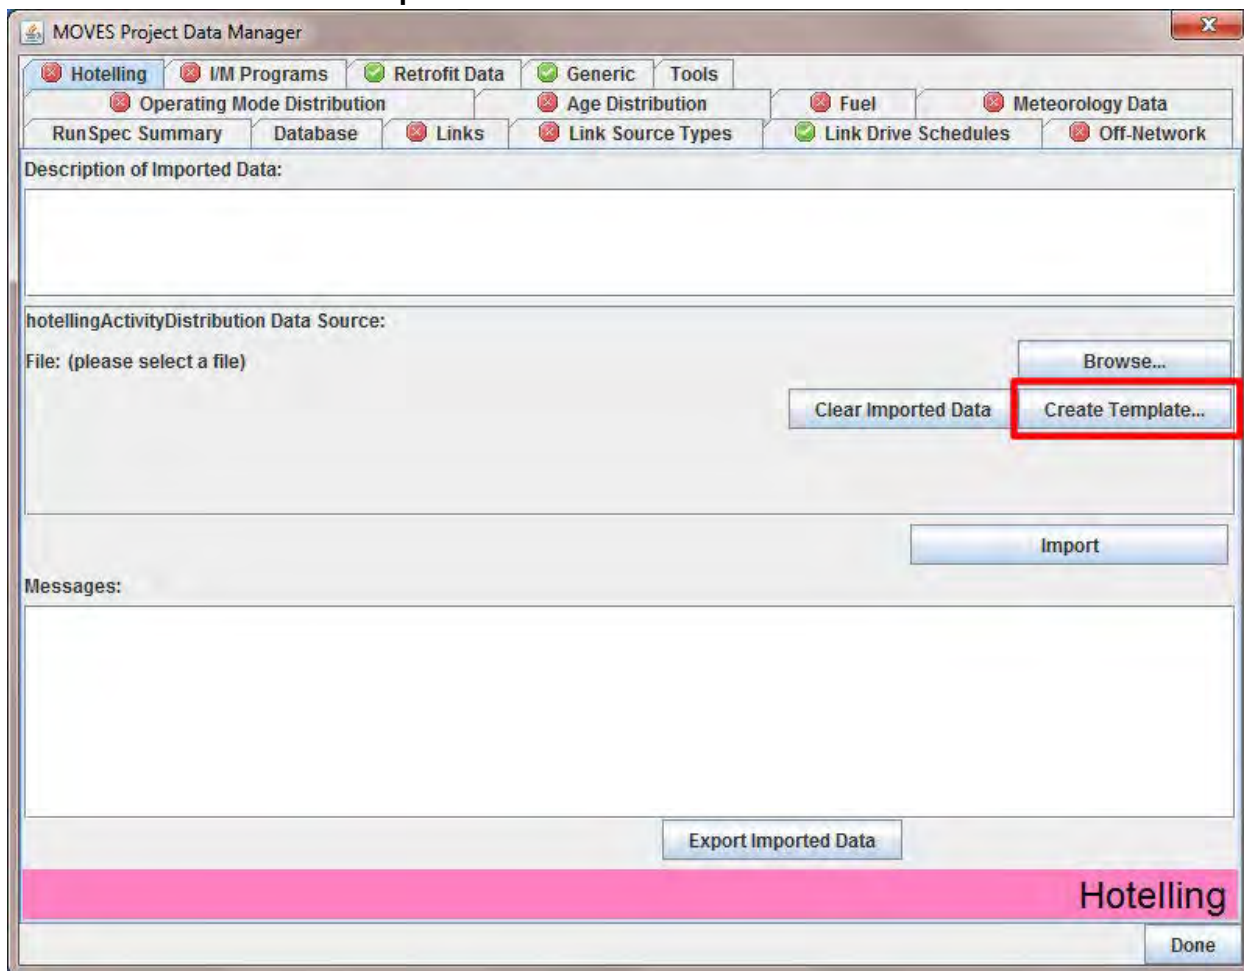 MOVES Project Data Manager
Hotelling I/M Programs Retrofit Data Generic Tools
Operating Mode Distribution Age Distribution Fuel Meteorology Data
RunSpec Summary Database Links Link Source Types Link Drive Schedules Off-Network
Description of Imported Data:
hotellingActivityDistribution Data Source:
File: (please select a file) Browse...
Clear Imported Data Create Template...
Import
Messages:
Export Imported Data
Hotelling
Done